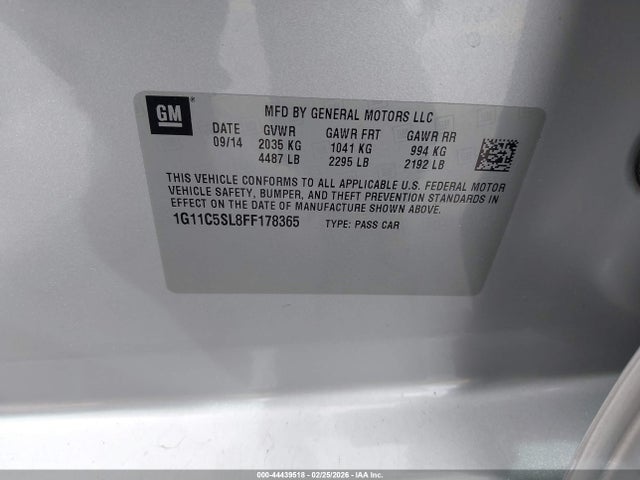 GM
MFD BY GENERAL MOTORS LLC
DATE GVWR GAWR FRT GAWR RR
09/14 2035 KG 1041 KG 994 KG
4487 LB 2295 LB 2192 LB
THIS VEHICLE CONFORMS TO ALL APPLICABLE U.S. FEDERAL MOTOR
VEHICLE SAFETY, BUMPER, AND THEFT PREVENTION STANDARDS IN
EFFECT ON THE DATE OF MANUFACTURE SHOWN ABOVE.
1G11C5SL8FF178365 TYPE: PASS CAR
000-44439518 - 02/25/2026 - IAA Inc.